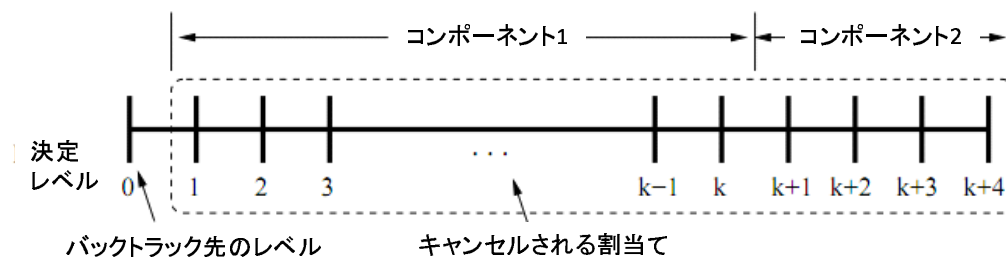 コンポーネント1
コンポーネント2
. . .
決定
レベル
0 1 2 3 k−1 k k+1 k+2 k+3 k+4
バックトラック先のレベル
キャンセルされる割当て